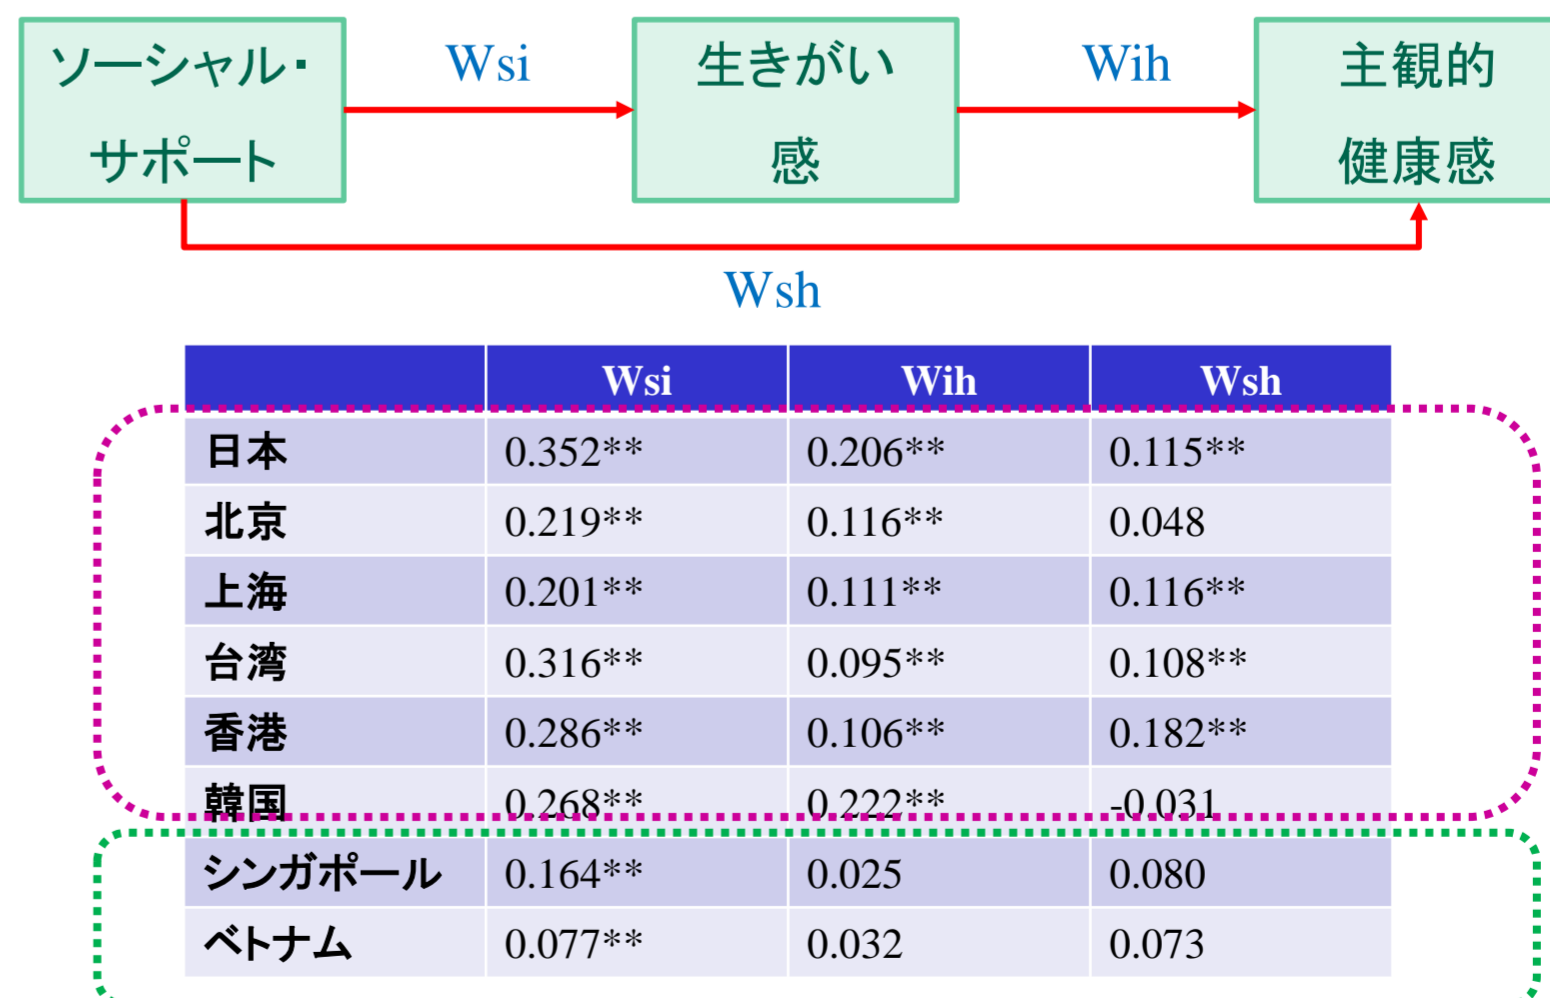 ソーシャル・
サポート
Wsi
生きがい
感
Wih
主観的
健康感
Wsh
Wsi Wih Wsh
日本 0.352** 0.206** 0.115**
北京 0.219** 0.116** 0.048
上海 0.201** 0.111** 0.116**
台湾 0.316** 0.095** 0.108**
香港 0.286** 0.106** 0.182**
韓国 0.268** 0.222** -0.031
シンガポール 0.164** 0.025 0.080
ベトナム 0.077** 0.032 0.073